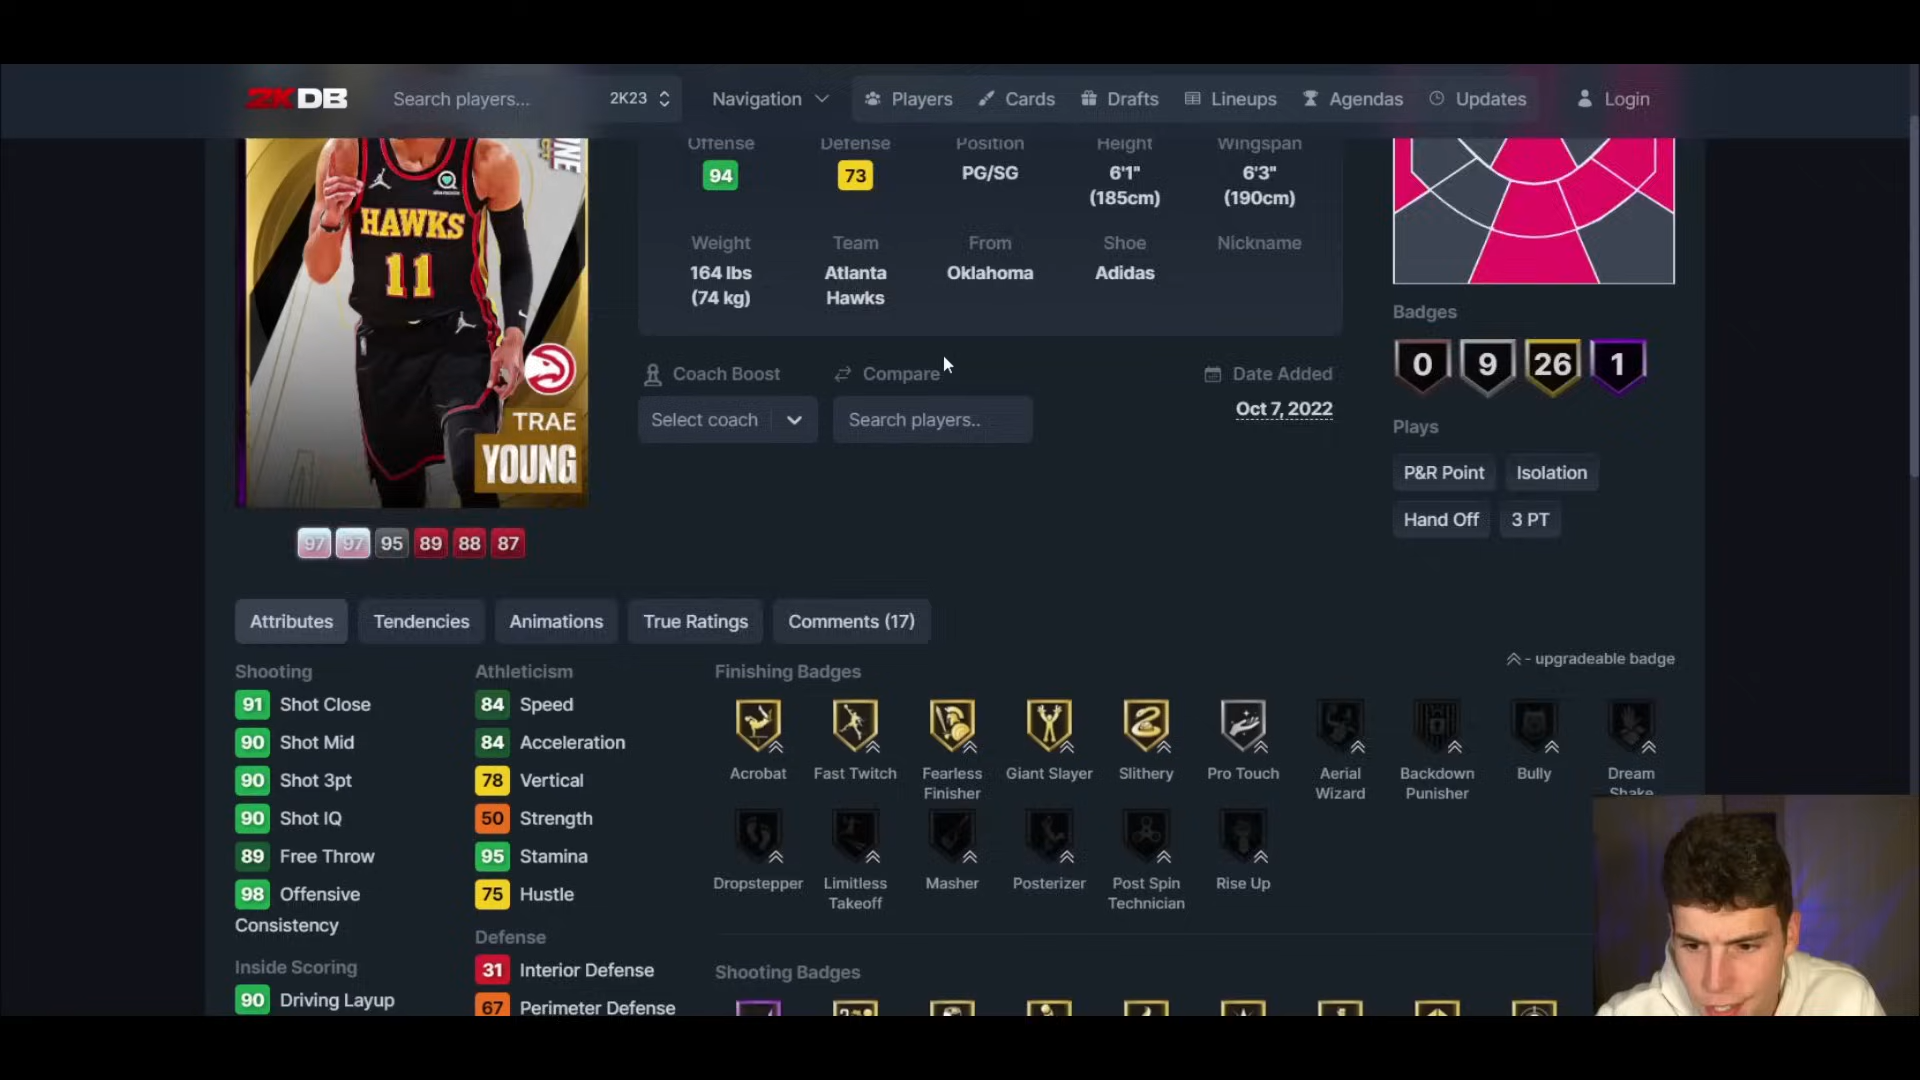 2KDB
Search players...
2K23
Navigation
Players
Cards
Drafts
Lineups
Agendas
Updates
Login
Offense
Defense
Position
Height
Wingspan
94
73
PG/SG
6'1"
(185cm)
6'3"
(190cm)
Weight
Team
From
Shoe
Nickname
164 lbs
(74 kg)
Atlanta
Hawks
Oklahoma
Adidas
HAWKS
11
TRAE
YOUNG
Coach Boost
Compare
Date Added
Select coach
Search players..
Oct 7, 2022
Badges
0
9
26
1
Plays
P&R Point
Isolation
Hand Off
3 PT
97
97
95
89
88
87
Attributes
Tendencies
Animations
True Ratings
Comments (17)
- upgradeable badge
Shooting
91 Shot Close
90 Shot Mid
90 Shot 3pt
90 Shot IQ
89 Free Throw
98 Offensive
Consistency
Inside Scoring
90 Driving Layup
Athleticism
84 Speed
84 Acceleration
78 Vertical
50 Strength
95 Stamina
75 Hustle
Defense
31 Interior Defense
67 Perimeter Defense
Finishing Badges
Acrobat
Fast Twitch
Fearless
Finisher
Giant Slayer
Slithery
Pro Touch
Aerial
Wizard
Backdown
Punisher
Bully
Dream
Shake
Dropstepper
Limitless
Takeoff
Masher
Posterizer
Post Spin
Technician
Rise Up
Shooting Badges